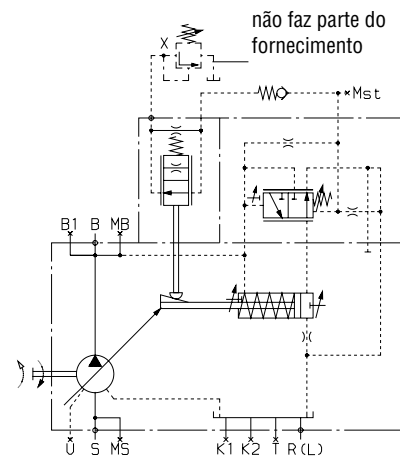 não faz parte do
fornecimento
X
Mst
B1 B MB
U S MS K1 K2 T R(L)